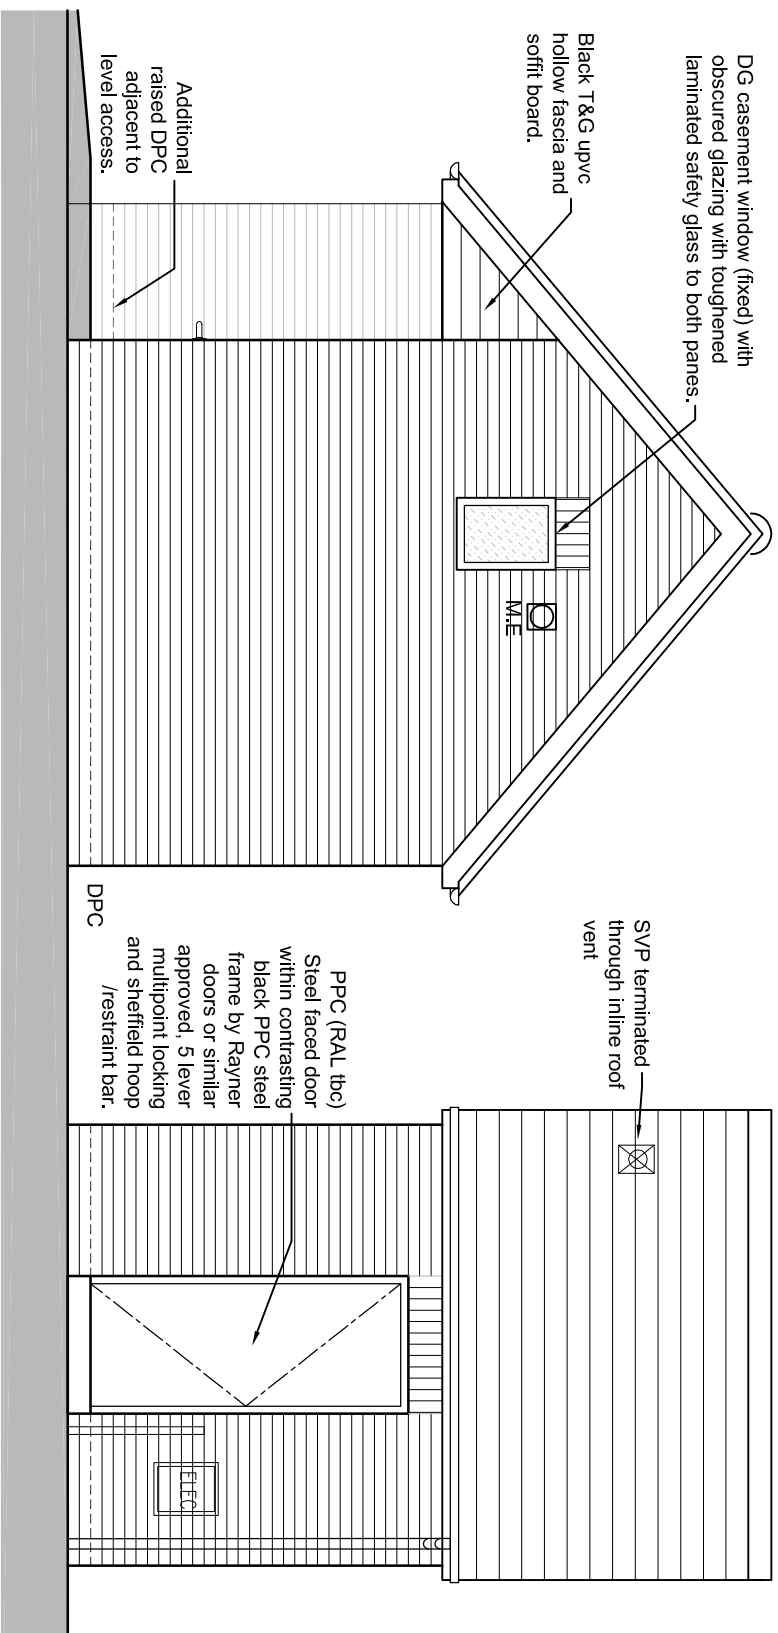 DG casement window (fixed) with
obscured glazing with toughened
laminated safety glass to both panes.
Black T&G upvc
hollow fascia and
soffit board.
Additional
raised DPC
adjacent to
level access.
M.E
DPC
SVP terminated
through inline roof
vent
PPC (RAL tbc)
Steel faced door
within contrasting
black PPC steel
frame by Rayner
doors or similar
approved, 5 lever
multipoint locking
and sheffield hoop
/restraint bar.
ELEC